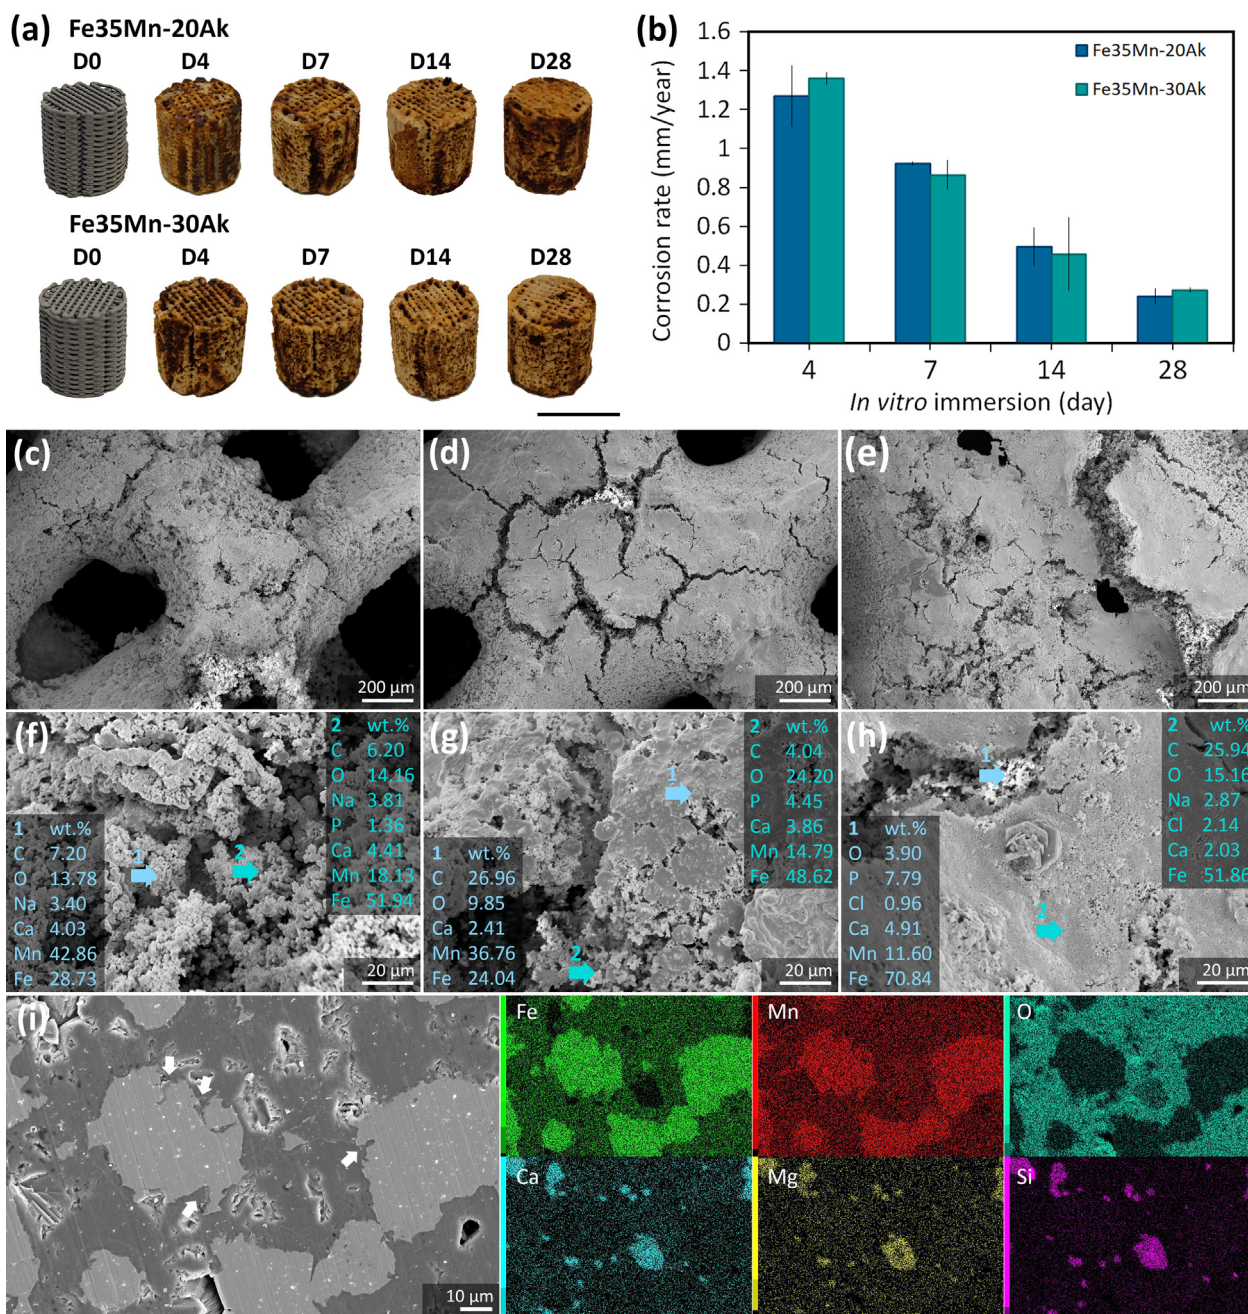 (a)
Fe35Mn-20Ak
D0 D4 D7 D14 D28
Fe35Mn-30Ak
D0 D4 D7 D14 D28
(b)
Corrosion rate (mm/year)
1.6
1.4
1.2
1
0.8
0.6
0.4
0.2
0
Fe35Mn-20Ak
Fe35Mn-30Ak
4 7 14 28
In vitro immersion (day)
(c)
200 µm
(d)
200 µm
(e)
200 µm
(f)
1 wt.%
C 7.20
O 13.78
Na 3.40
Ca 4.03
Mn 42.86
Fe 28.73
1
2
2 wt.%
C 6.20
O 14.16
Na 3.81
P 1.36
Ca 4.41
Mn 18.13
Fe 51.94
20 µm
(g)
1 wt.%
C 26.96
O 9.85
Ca 2.41
Mn 36.76
Fe 24.04
1
2
2 wt.%
C 4.04
O 24.20
P 4.45
Ca 3.86
Mn 14.79
Fe 48.62
20 µm
(h)
1 wt.%
O 3.90
P 7.79
Cl 0.96
Ca 4.91
Mn 11.60
Fe 70.84
1
2
2 wt.%
C 25.94
O 15.16
Na 2.87
Cl 2.14
Ca 2.03
Fe 51.86
20 µm
(i)
10 µm
Fe
Mn
O
Ca
Mg
Si